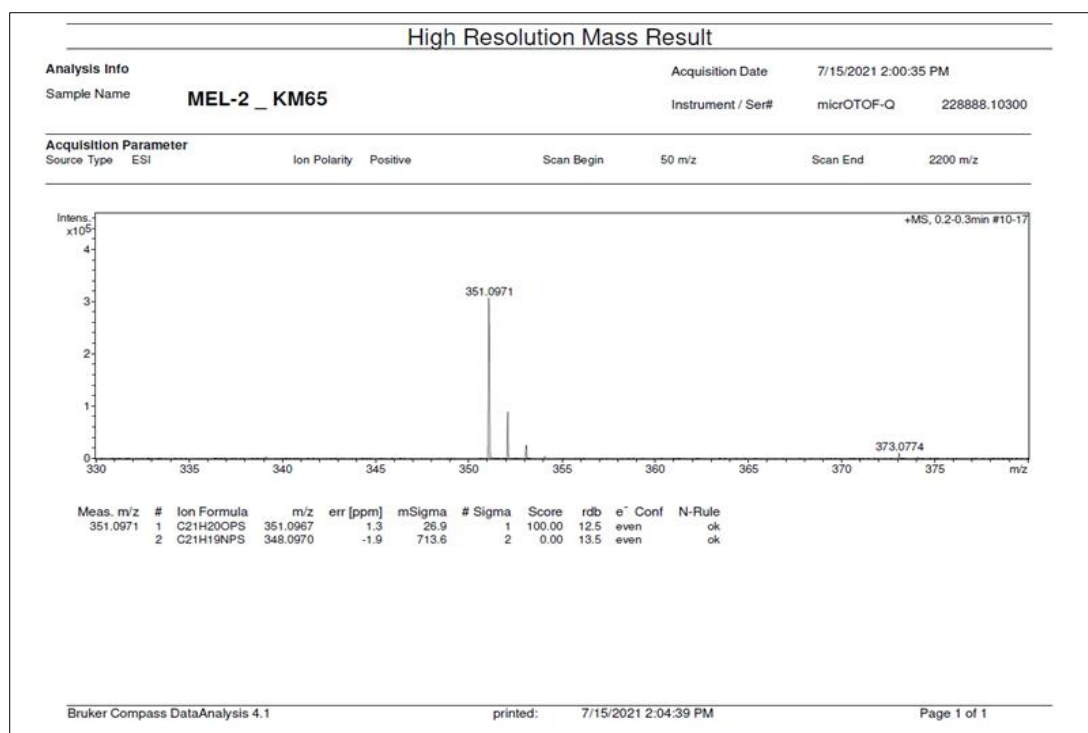 High Resolution Mass Result
Analysis Info
Acquisition Date 7/15/2021 2:00:35 PM
Sample Name MEL-2 _ KM65
Instrument / Ser# micrOTOF-Q 228888.10300
Acquisition Parameter
Source Type ESI Ion Polarity Positive Scan Begin 50 m/z Scan End 2200 m/z
Intens.
x10⁵
+MS, 0.2-0.3min #10-17
4
351.0971
3
2
1
373.0774
0
330 335 340 345 350 355 360 365 370 375 m/z
Meas. m/z # Ion Formula m/z err [ppm] mSigma # Sigma Score rdb e⁻ Conf N-Rule
351.0971 1 C21H20OPS 351.0967 1.3 26.9 1 100.00 12.5 even ok
2 C21H19NPS 348.0970 -1.9 713.6 2 0.00 13.5 even ok
Bruker Compass DataAnalysis 4.1 printed: 7/15/2021 2:04:39 PM Page 1 of 1